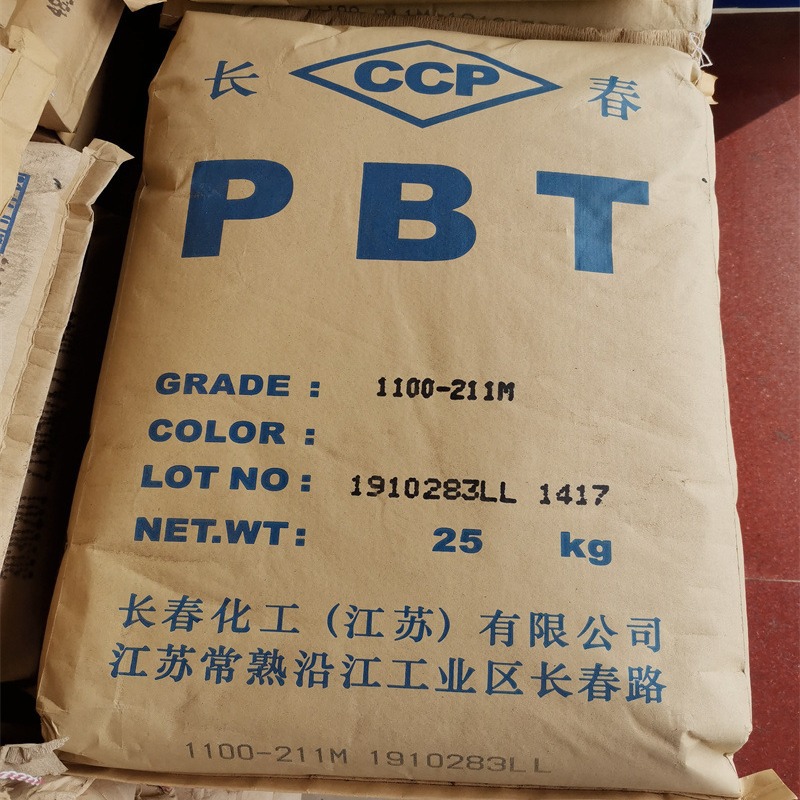 长 CCP 春
PBT
GRADE : 1100-211M
COLOR :
LOT NO : 1910283LL 1417
NET.WT: 25 kg
长春化工(江苏)有限公司
江苏常熟沿江工业区长春路
1100-211M 1910283LL